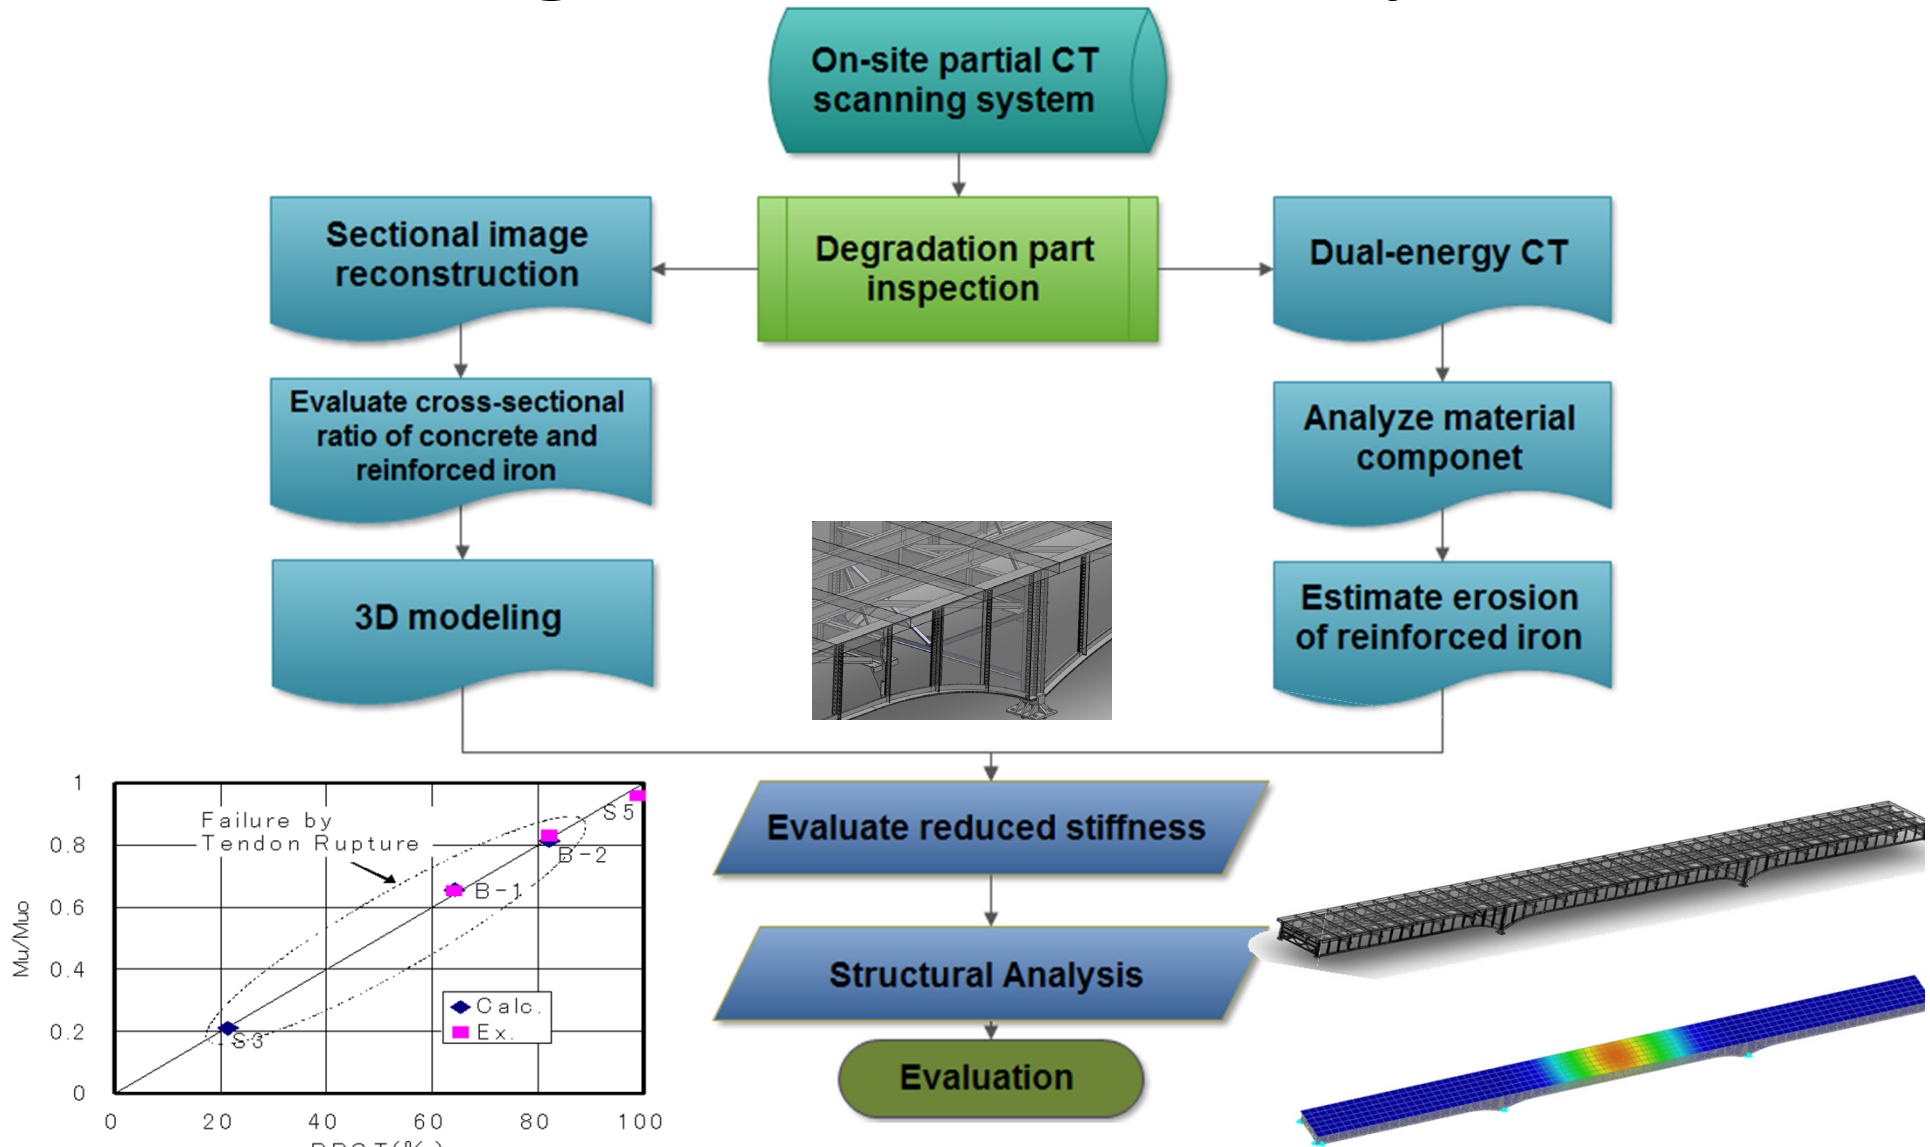 On-site partial CT
scanning system
Sectional image
reconstruction
Degradation part
inspection
Dual-energy CT
Evaluate cross-sectional
ratio of concrete and
reinforced iron
Analyze material
componet
3D modeling
Estimate erosion
of reinforced iron
Evaluate reduced stiffness
Structural Analysis
Evaluation
1
0.8
0.6
0.4
0.2
0
Mu/Muo
Failure by
Tendon Rupture
S5
B-2
B-1
S3
Calc.
Ex.
0 20 40 60 80 100